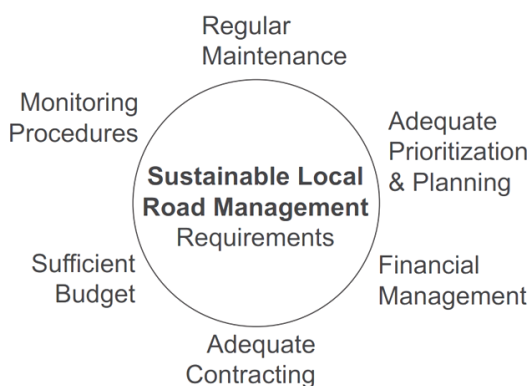 Regular
Maintenance
Adequate
Prioritization
& Planning
Financial
Management
Adequate
Contracting
Sufficient
Budget
Monitoring
Procedures
Sustainable Local
Road Management
Requirements